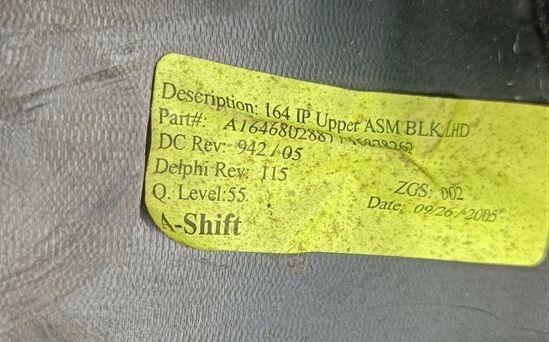 Description: 164 IP Upper ASM BLK LHD
Part#:
DC Rev: 942 / 05
Delphi Rev: 115
ZGS: 002
Q. Level:55
Date: 09/26/2005
A-Shift